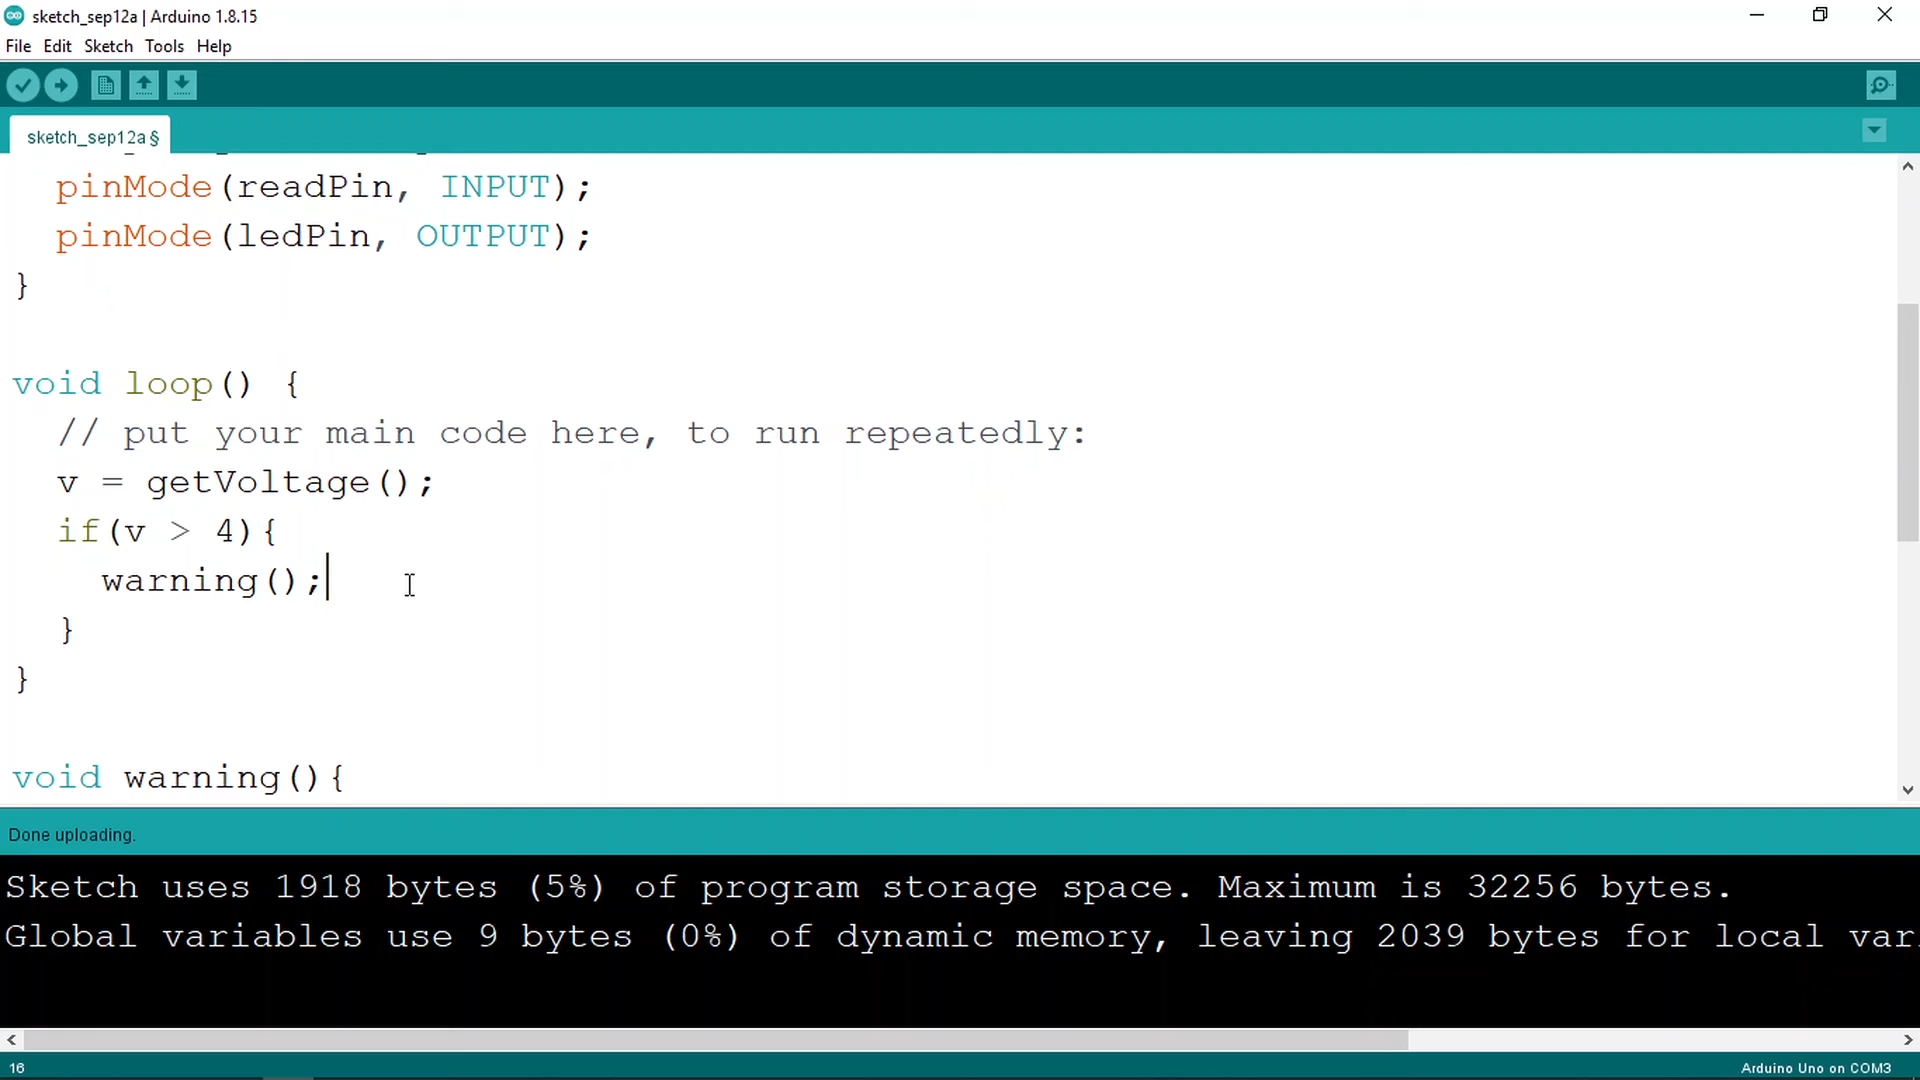 sketch_sep12a | Arduino 1.8.15
File Edit Sketch Tools Help
sketch_sep12a §
pinMode(readPin, INPUT);
pinMode(ledPin, OUTPUT);
}
void loop() {
// put your main code here, to run repeatedly:
v = getVoltage();
if(v > 4){
warning();
}
}
void warning(){
Done uploading.
Sketch uses 1918 bytes (5%) of program storage space. Maximum is 32256 bytes.
Global variables use 9 bytes (0%) of dynamic memory, leaving 2039 bytes for local var
16
Arduino Uno on COM3